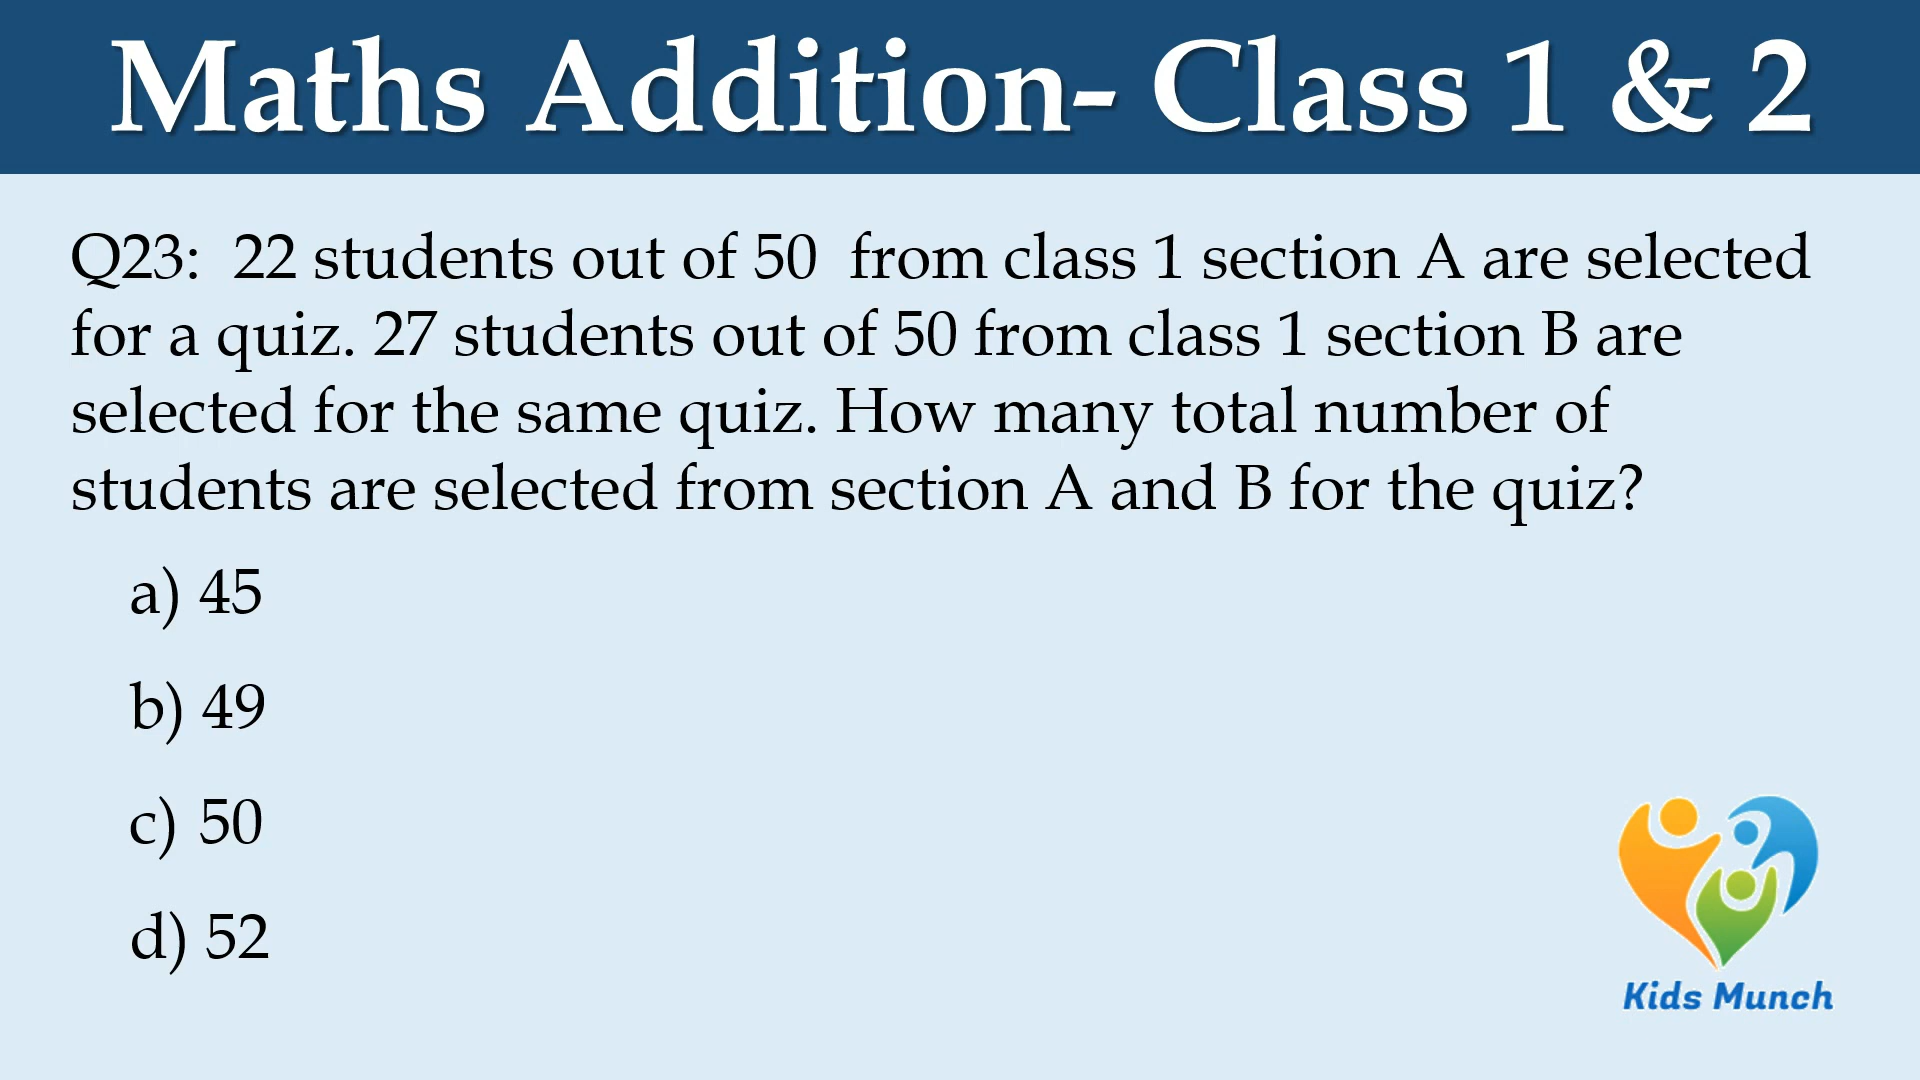 Maths Addition- Class 1 & 2
Q23:  22 students out of 50  from class 1 section A are selected
for a quiz. 27 students out of 50 from class 1 section B are
selected for the same quiz. How many total number of
students are selected from section A and B for the quiz?
a) 45
b) 49
c) 50
d) 52
Kids Munch